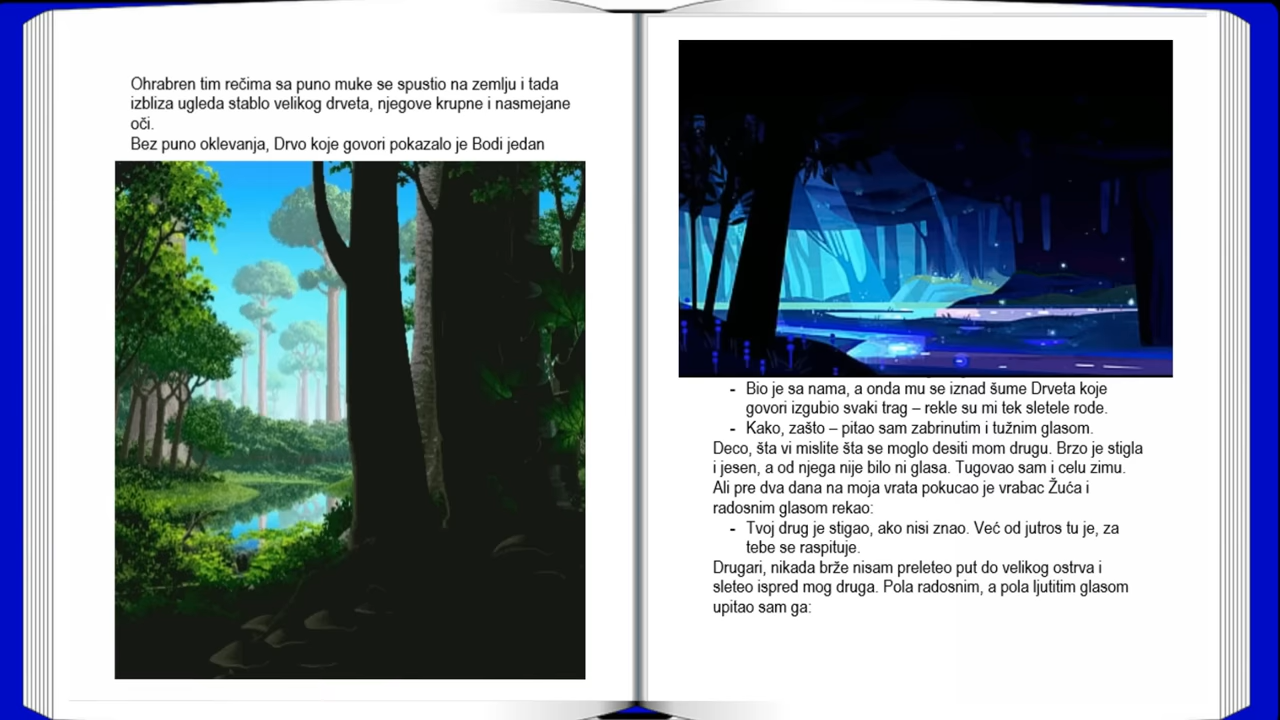 Ohrabren tim rečima sa puno muke se spustio na zemlju i tada
izbliza ugleda stablo velikog drveta, njegove krupne i nasmejane
oči.
Bez puno oklevanja, Drvo koje govori pokazalo je Bodi jedan
- Bio je sa nama, a onda mu se iznad šume Drveta koje
govori izgubio svaki trag – rekle su mi tek sletele rode.
- Kako, zašto – pitao sam zabrinutim i tužnim glasom.
Deco, šta vi mislite šta se moglo desiti mom drugu. Brzo je stigla
i jesen, a od njega nije bilo ni glasa. Tugovao sam i celu zimu.
Ali pre dva dana na moja vrata pokucao je vrabac Žuća i
radosnim glasom rekao:
- Tvoj drug je stigao, ako nisi znao. Već od jutros tu je, za
tebe se raspituje.
Drugari, nikada brže nisam preleteo put do velikog ostrva i
sleteo ispred mog druga. Pola radosnim, a pola ljutitim glasom
upitao sam ga: